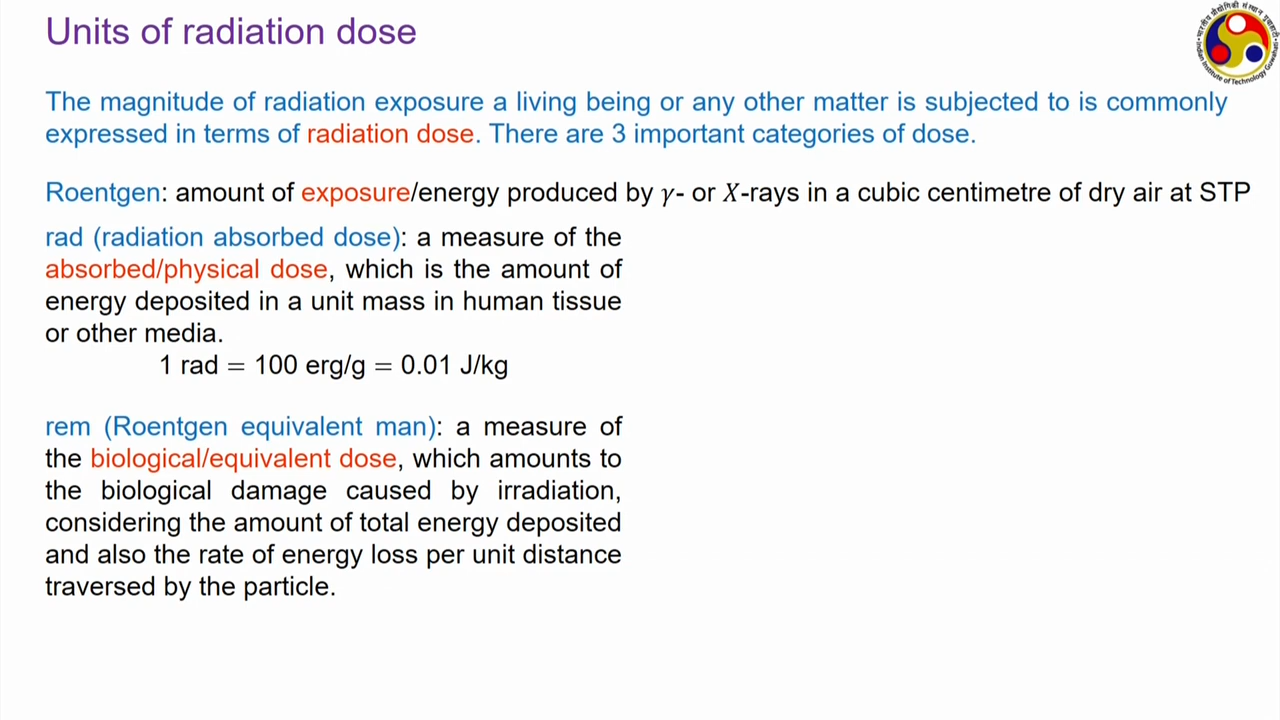 Units of radiation dose
The magnitude of radiation exposure a living being or any other matter is subjected to is commonly
expressed in terms of radiation dose. There are 3 important categories of dose.
Roentgen: amount of exposure/energy produced by γ- or X-rays in a cubic centimetre of dry air at STP
rad (radiation absorbed dose): a measure of the
absorbed/physical dose, which is the amount of
energy deposited in a unit mass in human tissue
or other media.
1 rad = 100 erg/g = 0.01 J/kg
rem (Roentgen equivalent man): a measure of
the biological/equivalent dose, which amounts to
the biological damage caused by irradiation,
considering the amount of total energy deposited
and also the rate of energy loss per unit distance
traversed by the particle.
भारतीय प्रौद्योगिकी संस्थान गुवाहाटी
Indian Institute of Technology Guwahati